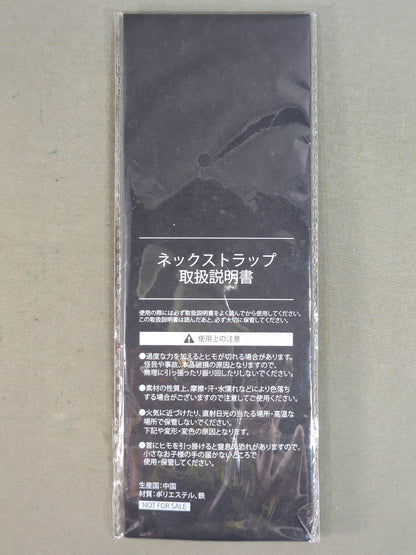 ネックストラップ
取扱説明書
使用の際には必ず取扱説明書をよく読んでから使用してください。
この取扱説明書は読んだあと、必ず大切に保管してください。
使用上の注意
●過度な力を加えるとヒモが切れる場合があります。
怪我や事故、本品破損の原因となりますので、
無理に引っ張ったり振り回したりしないでください。
●素材の性質上、摩擦・汗・水濡れなどにより色落ち
する場合がございますので注意してご使用ください。
●火気に近づけたり、直射日光の当たる場所・高温な
場所で保管しないでください。
下記や変形・変色の原因となります。
●首にヒモを引っ掛けると窒息の恐れがありますので、
小さなお子様の手の届かないところで
使用・保管してください。
生産国:中国
材質:ポリエステル、鉄
NOT FOR SALE